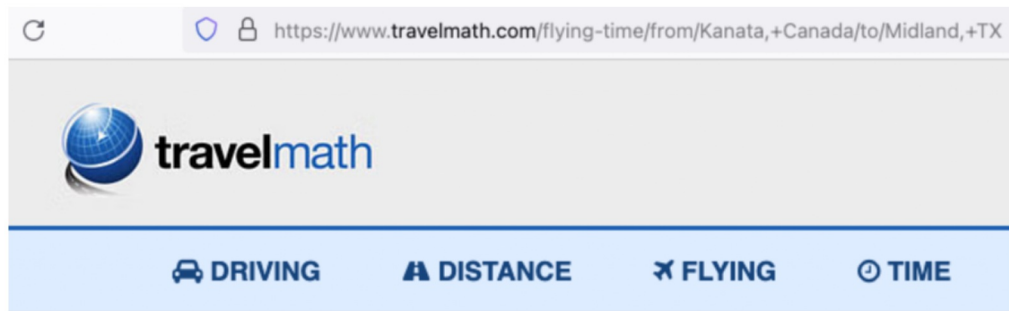 https://www.travelmath.com/flying-time/from/Kanata,+Canada/to/Midland,+TX
travelmath
DRIVING DISTANCE FLYING TIME